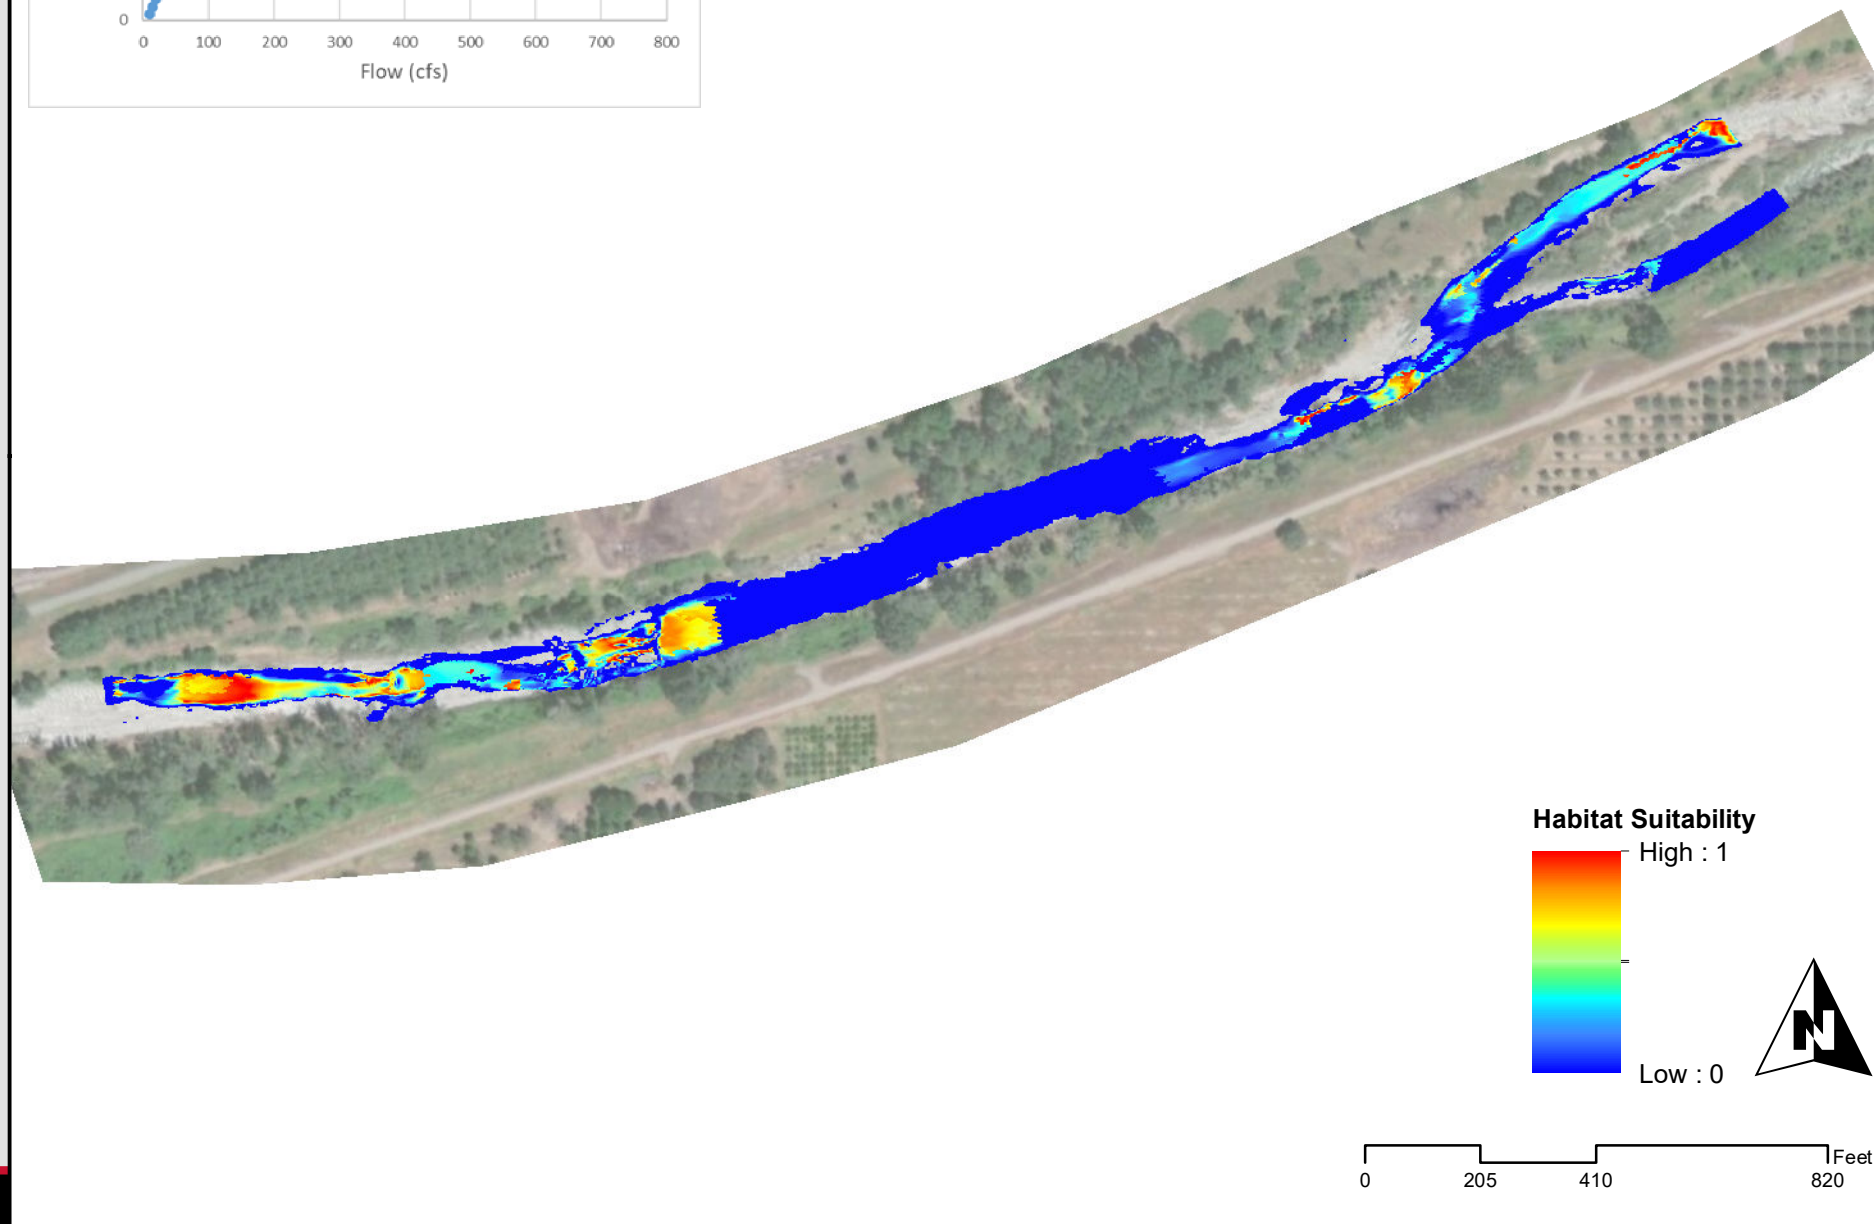 0
0 100 200 300 400 500 600 700 800
Flow (cfs)
Habitat Suitability
High : 1
Low : 0
N
Feet
0 205 410 820